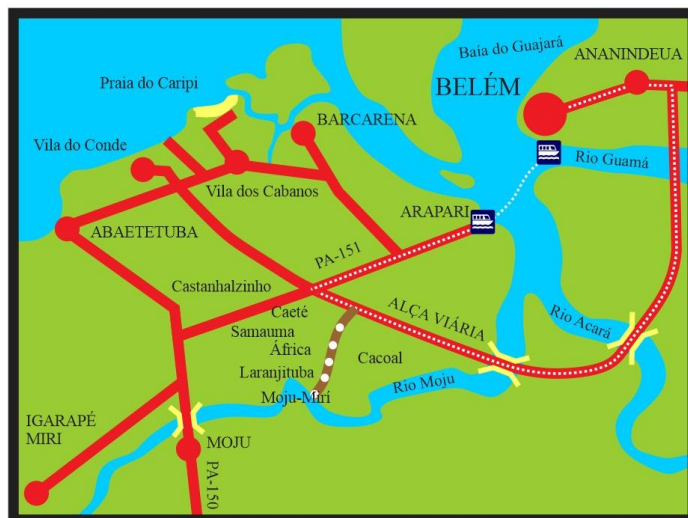 Baía do Guajará
ANANINDEUA
Praia do Caripi
BELÉM
BARCARENA
Vila do Conde
Rio Guamá
Vila dos Cabanos
ARAPARI
ABAETETUBA
PA-151
Castanhalzinho
Caeté
ALÇA VIÁRIA
Rio Acará
Samauma
África
Cacoal
Laranjituba
Rio Moju
Moju-Mirí
IGARAPÉ
MIRI
MOJU
PA-150